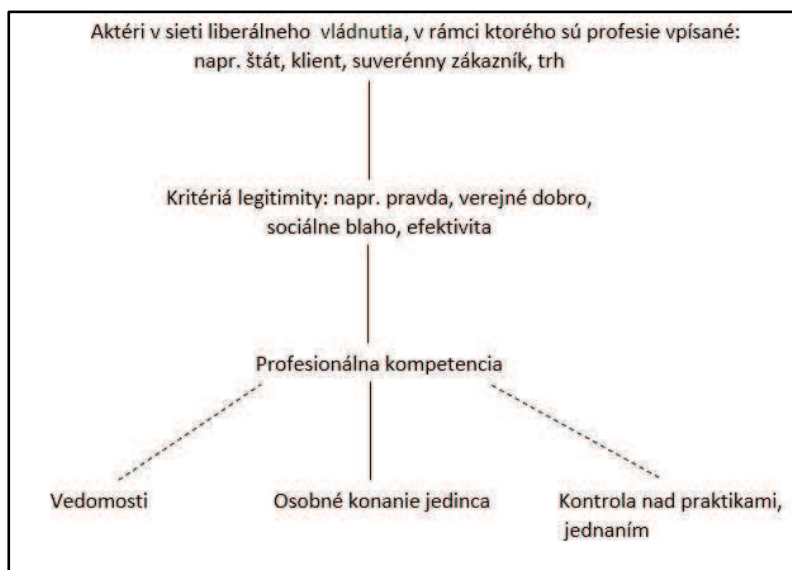 Aktéri v sieti liberálneho vládnutia, v rámci ktorého sú profesie vpísané:
napr. štát, klient, suverénny zákazník, trh
Kritériá legitimity: napr. pravda, verejné dobro,
sociálne blaho, efektivita
Profesionálna kompetencia
Vedomosti
Osobné konanie jedinca
Kontrola nad praktikami,
jednaním